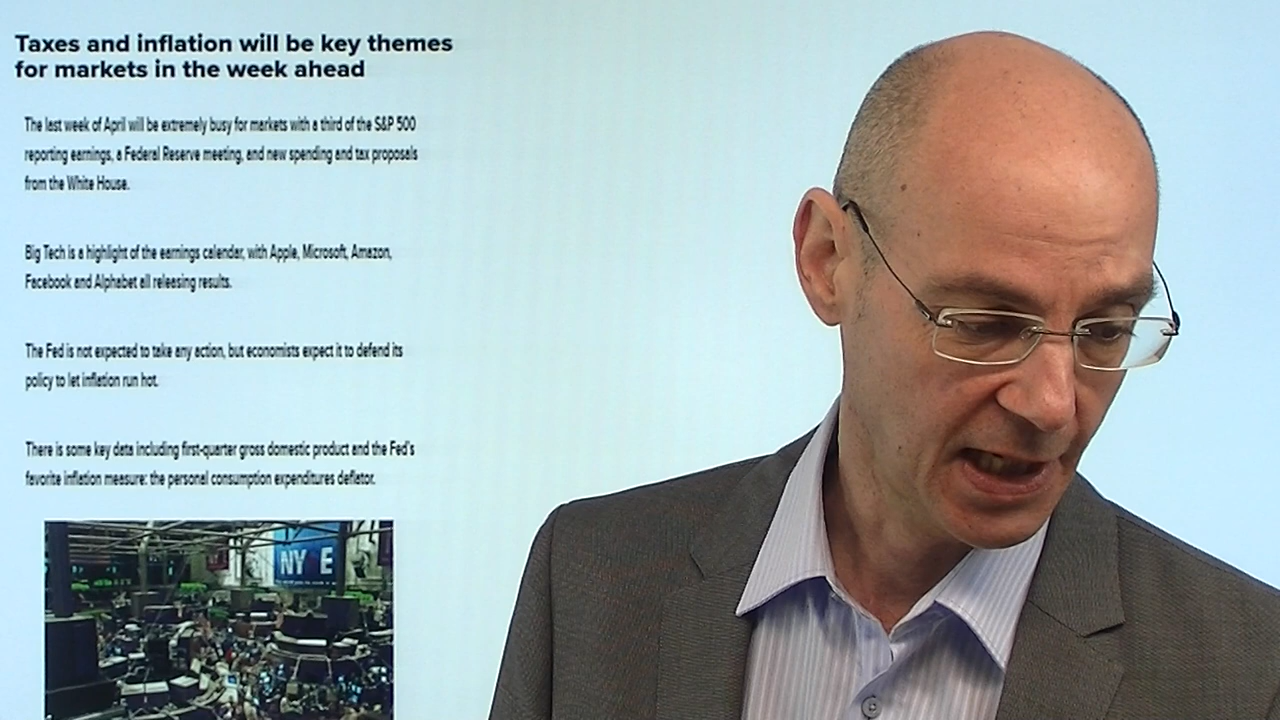 Taxes and inflation will be key themes
for markets in the week ahead
The last week of April will be extremely busy for markets with a third of the S&P 500
reporting earnings, a Federal Reserve meeting, and new spending and tax proposals
from the White House.
Big Tech is a highlight of the earnings calendar, with Apple, Microsoft, Amazon,
Facebook and Alphabet all releasing results.
The Fed is not expected to take any action, but economists expect it to defend its
policy to let inflation run hot.
There is some key data including first-quarter gross domestic product and the Fed's
favorite inflation measure: the personal consumption expenditures deflator.
NY E